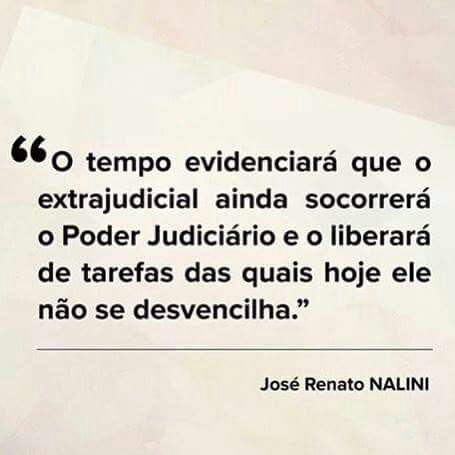 “O tempo evidenciará que o
extrajudicial ainda socorrerá
o Poder Judiciário e o liberará
de tarefas das quais hoje ele
não se desvencilha.”
José Renato NALINI